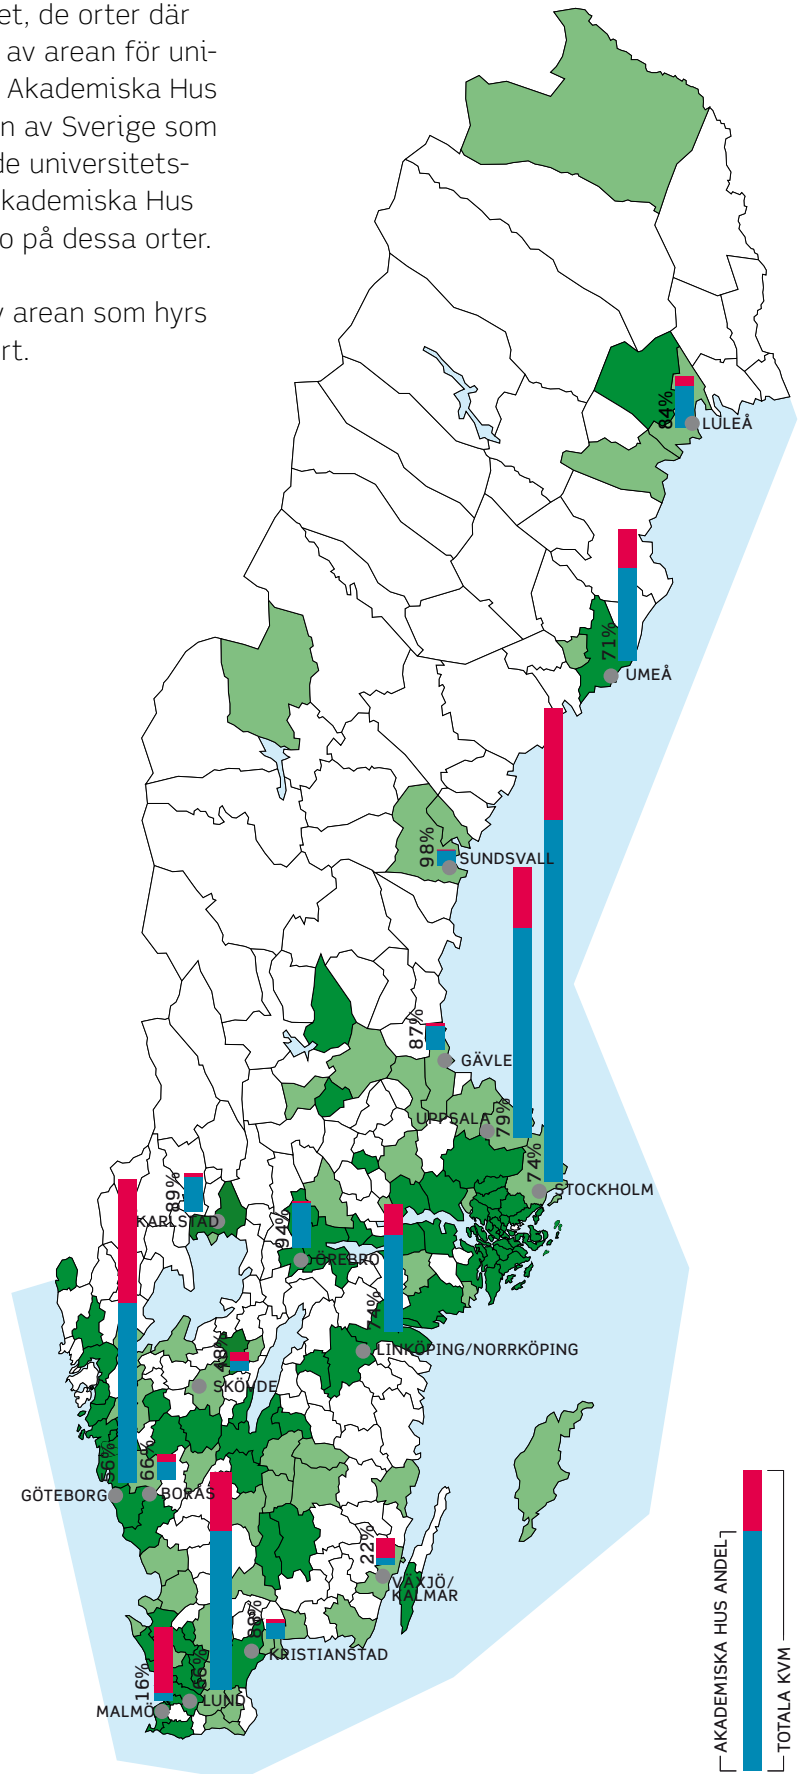 et, de orter där
av arean för uni-
Akademiska Hus
n av Sverige som
de universitets-
kademiska Hus
o på dessa orter.
v arean som hyrs
rt.
84%
LULEÅ
71%
UMEÅ
98%
SUNDSVALL
87%
GÄVLE
UPPSALA
79%
74%
STOCKHOLM
89%
KARLSTAD
94%
ÖREBRO
74%
LINKÖPING/NORRKÖPING
SKÖVDE
56%
66%
GÖTEBORG
BORÅS
22%
VÄXJÖ/
KALMAR
KRISTIANSTAD
16%
LUND
MALMÖ
AKADEMISKA HUS ANDEL
TOTALA KVM